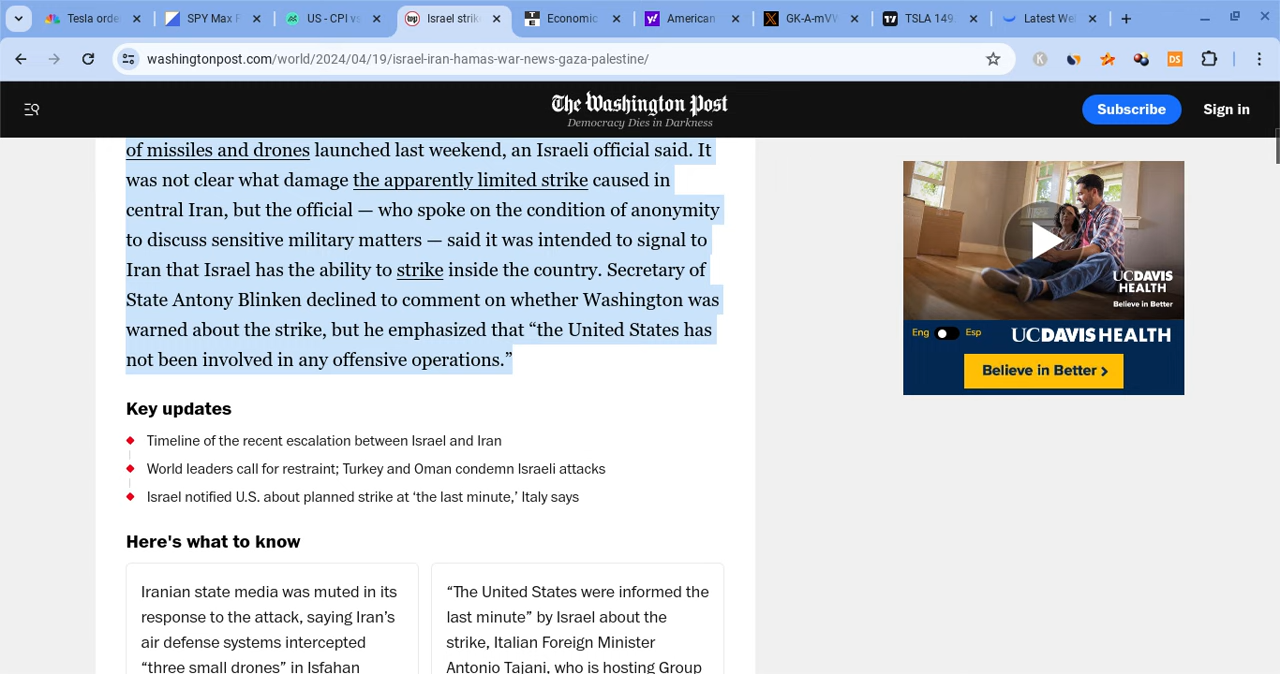 Tesla orde
SPY Max P
US - CPI vs
Israel strik
Economic
American
GK-A-mV
TSLA 149.
Latest We
washingtonpost.com/world/2024/04/19/israel-iran-hamas-war-news-gaza-palestine/
K
DS
The Washington Post
Democracy Dies in Darkness
Subscribe
Sign in
of missiles and drones launched last weekend, an Israeli official said. It
was not clear what damage the apparently limited strike caused in
central Iran, but the official — who spoke on the condition of anonymity
to discuss sensitive military matters — said it was intended to signal to
Iran that Israel has the ability to strike inside the country. Secretary of
State Antony Blinken declined to comment on whether Washington was
warned about the strike, but he emphasized that “the United States has
not been involved in any offensive operations.”
UCDAVIS
HEALTH
Believe in Better
Eng
Esp
UCDAVIS HEALTH
Believe in Better >
Key updates
Timeline of the recent escalation between Israel and Iran
World leaders call for restraint; Turkey and Oman condemn Israeli attacks
Israel notified U.S. about planned strike at ‘the last minute,’ Italy says
Here's what to know
Iranian state media was muted in its
response to the attack, saying Iran’s
air defense systems intercepted
“three small drones” in Isfahan
“The United States were informed the
last minute” by Israel about the
strike, Italian Foreign Minister
Antonio Tajani, who is hosting Group